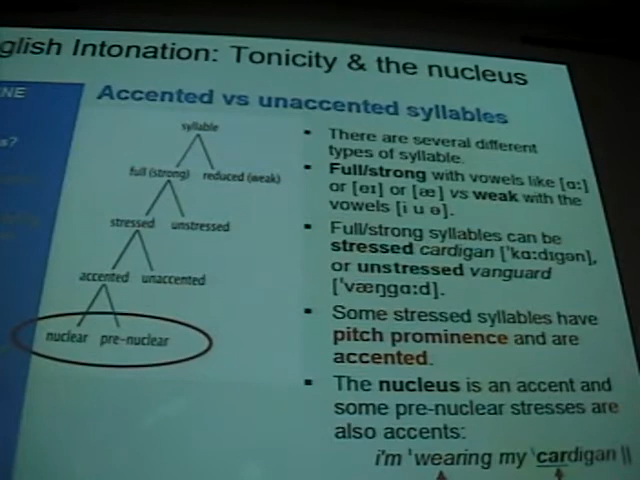 glish Intonation: Tonicity & the nucleus
NE
s?
Accented vs unaccented syllables
syllable
full (strong) reduced (weak)
stressed unstressed
accented unaccented
nuclear pre-nuclear
▪ There are several different
types of syllable.
▪ Full/strong with vowels like [ɑː]
or [eɪ] or [æ] vs weak with the
vowels [i u ə].
▪ Full/strong syllables can be
stressed cardigan [ˈkɑːdɪgən],
or unstressed vanguard
[ˈvæŋgɑːd].
▪ Some stressed syllables have
pitch prominence and are
accented.
▪ The nucleus is an accent and
some pre-nuclear stresses are
also accents:
i'm 'wearing my \cardigan ||